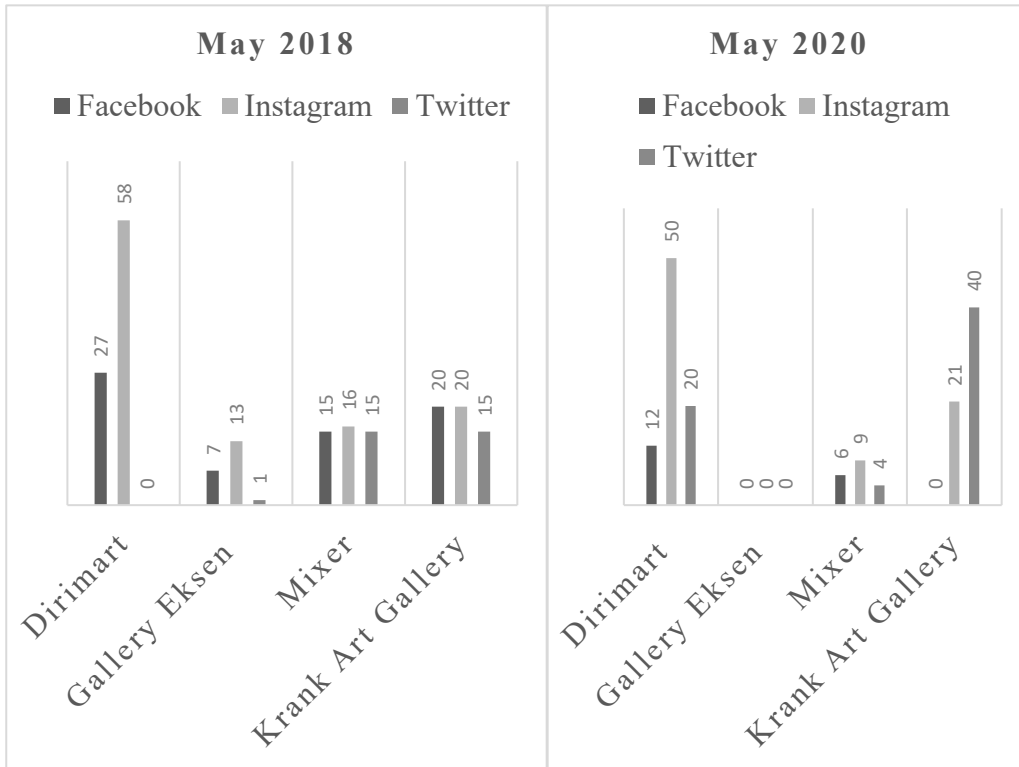 May 2018
Facebook Instagram Twitter
27
58
0
7
13
1
15
16
15
20
20
15
Dirimart
Gallery Eksen
Mixer
Krank Art Gallery
May 2020
Facebook Instagram
Twitter
12
50
20
0
0
0
6
9
4
0
21
40
Dirimart
Gallery Eksen
Mixer
Krank Art Gallery